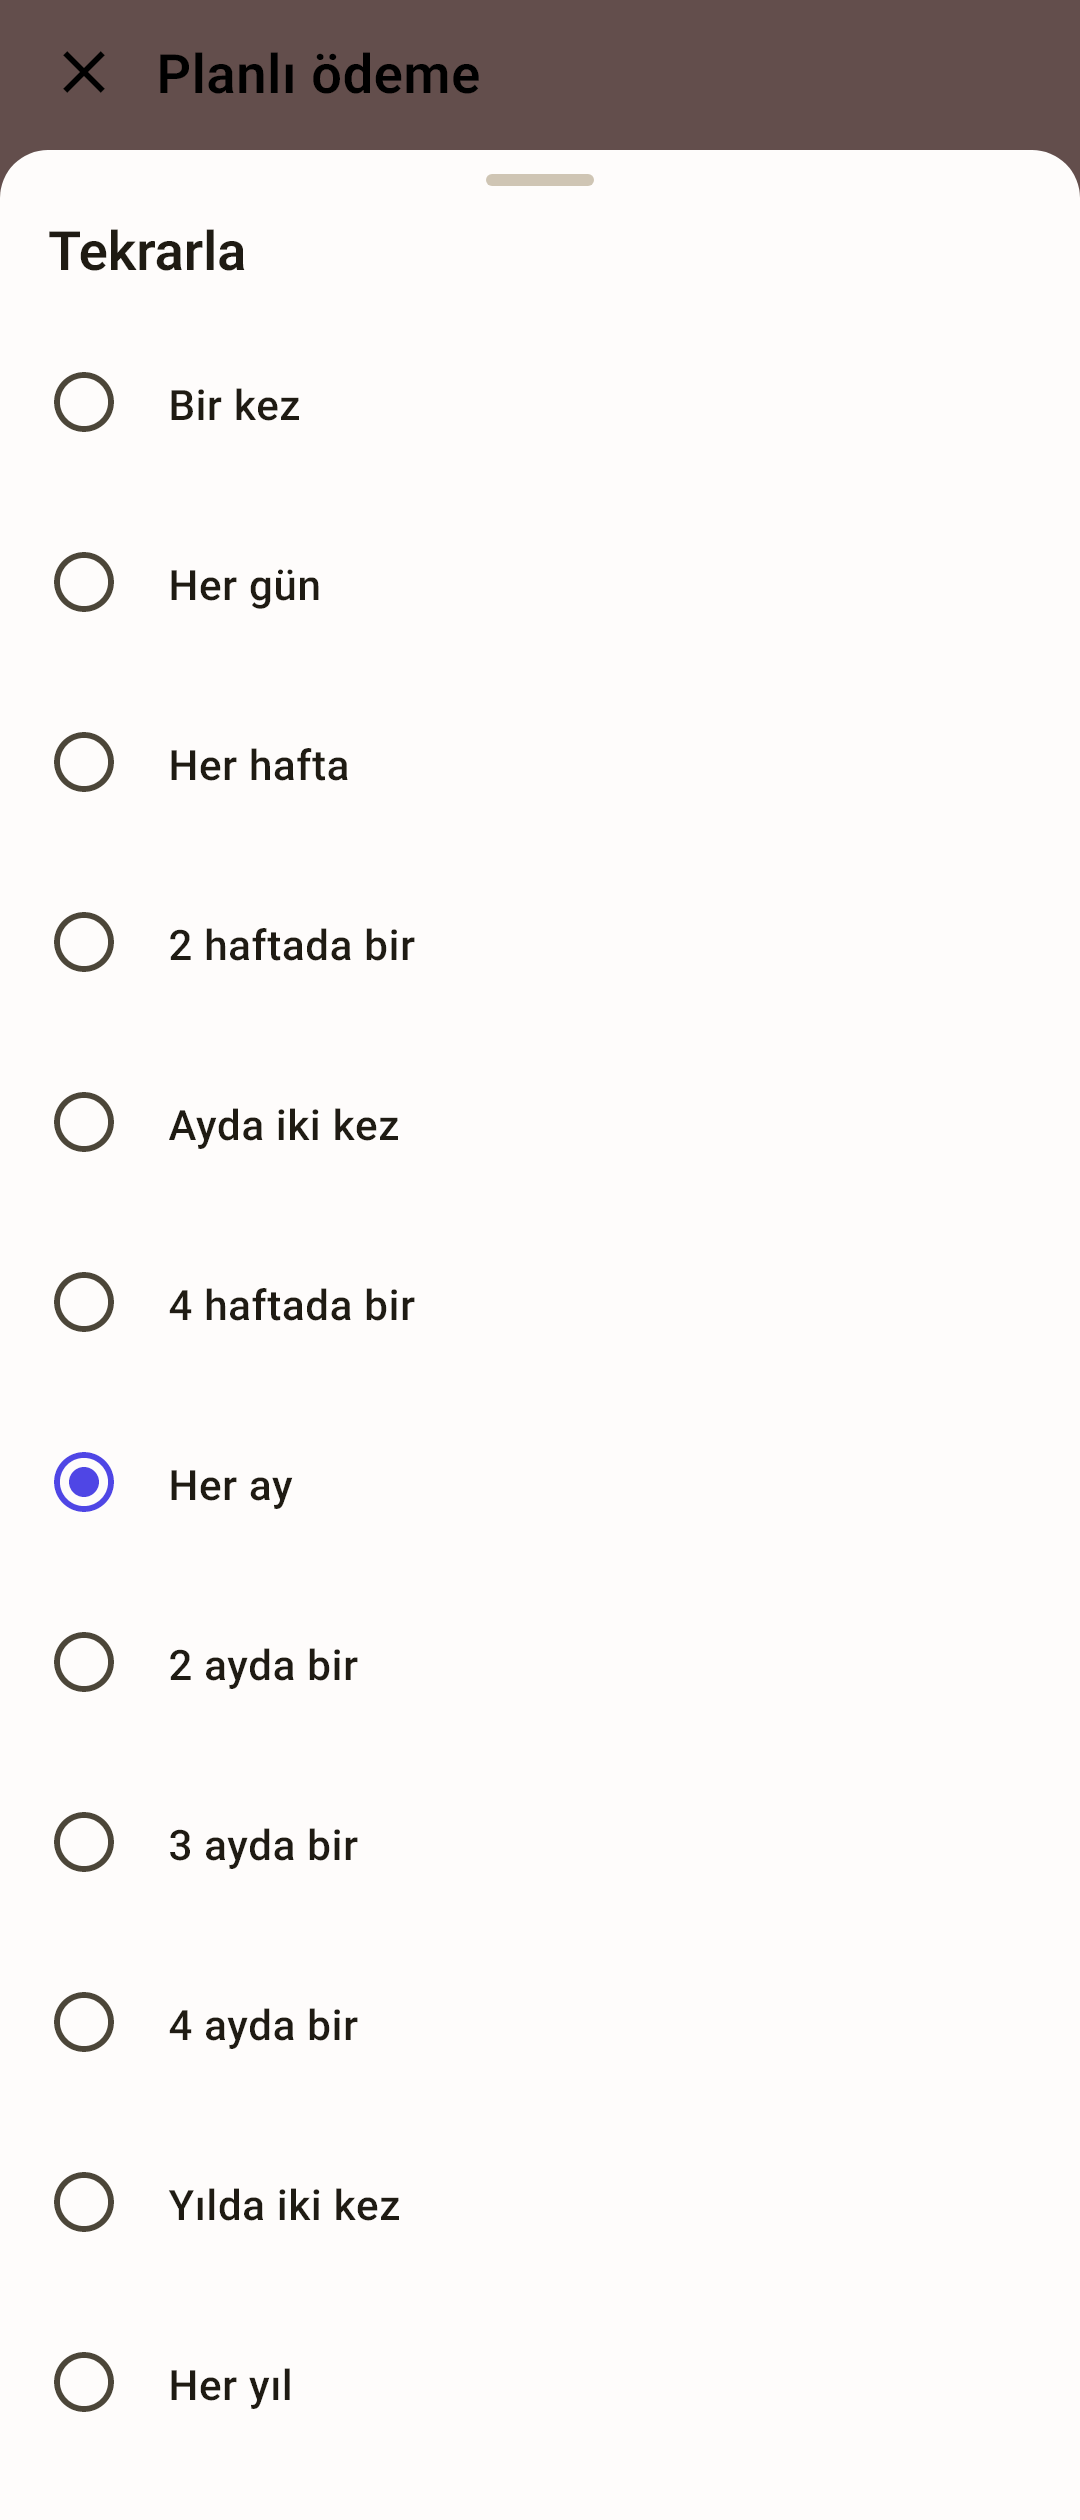 Planlı ödeme
Tekrarla
Bir kez
Her gün
Her hafta
2 haftada bir
Ayda iki kez
4 haftada bir
Her ay
2 ayda bir
3 ayda bir
4 ayda bir
Yılda iki kez
Her yıl